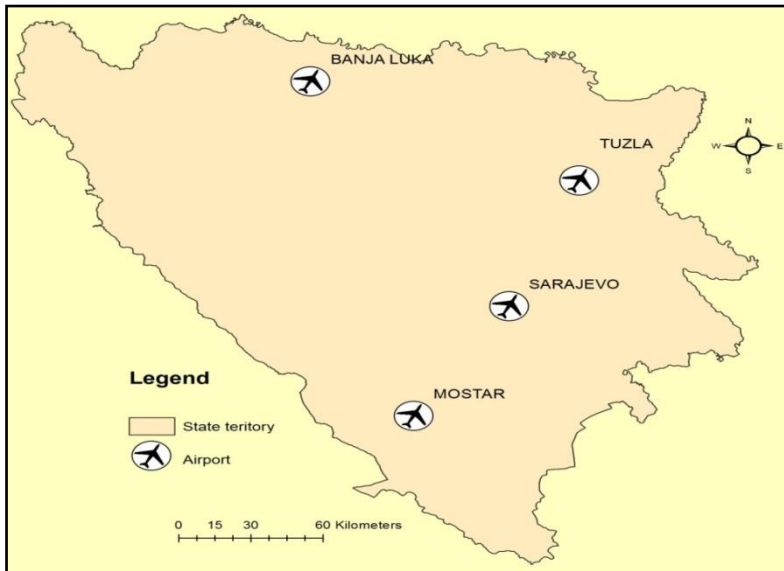 BANJA LUKA
TUZLA
N
W E
S
SARAJEVO
MOSTAR
Legend
State teritory
Airport
0 15 30 60 Kilometers